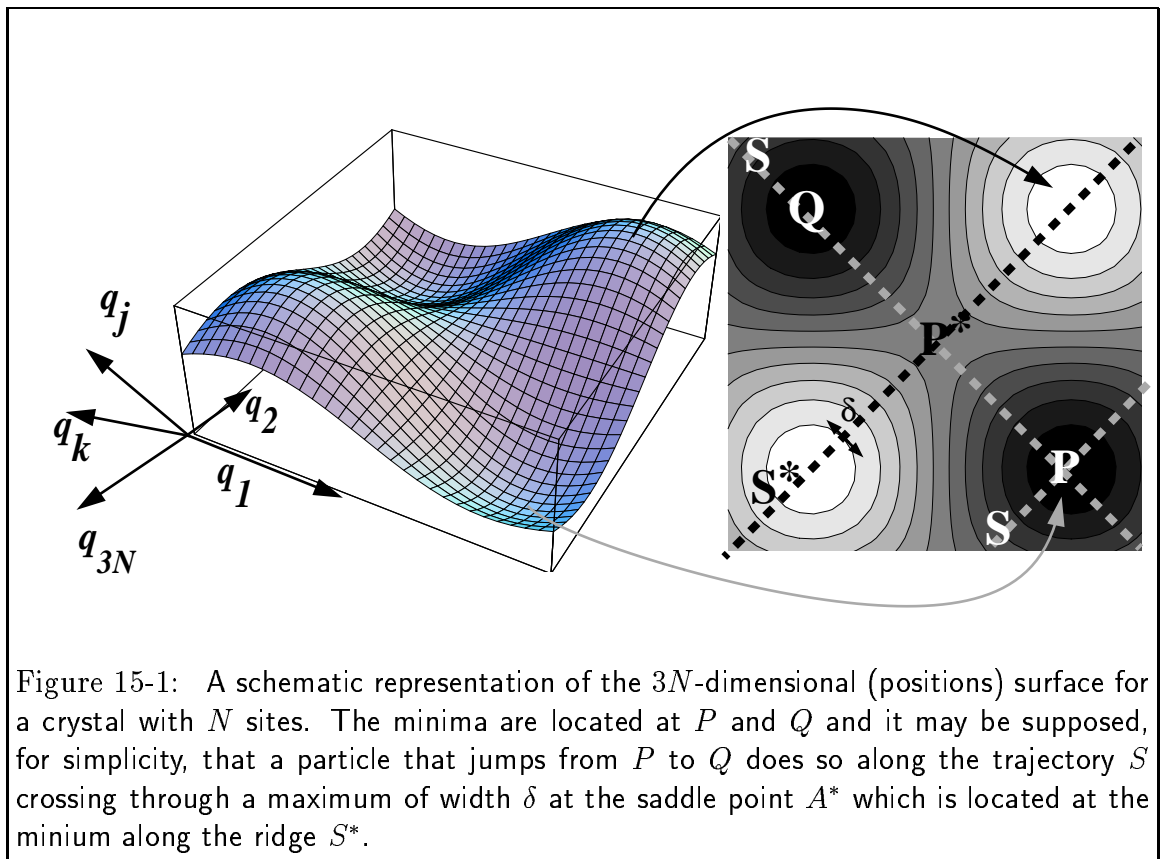 q_j
q_k
q_2
q_1
q_{3N}
S
Q
P*
δ
S*
P
S
Figure 15-1: A schematic representation of the 3N-dimensional (positions) surface for
a crystal with N sites. The minima are located at P and Q and it may be supposed,
for simplicity, that a particle that jumps from P to Q does so along the trajectory S
crossing through a maximum of width δ at the saddle point A* which is located at the
minium along the ridge S*.